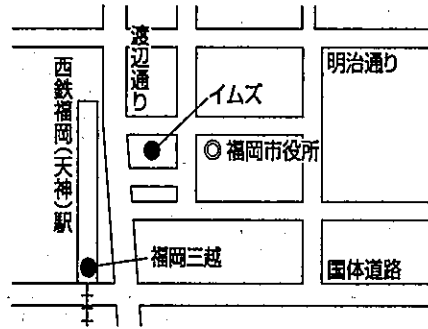 渡辺通り
明治通り
西鉄福岡(天神)駅
イムズ
福岡市役所
福岡三越
国体道路